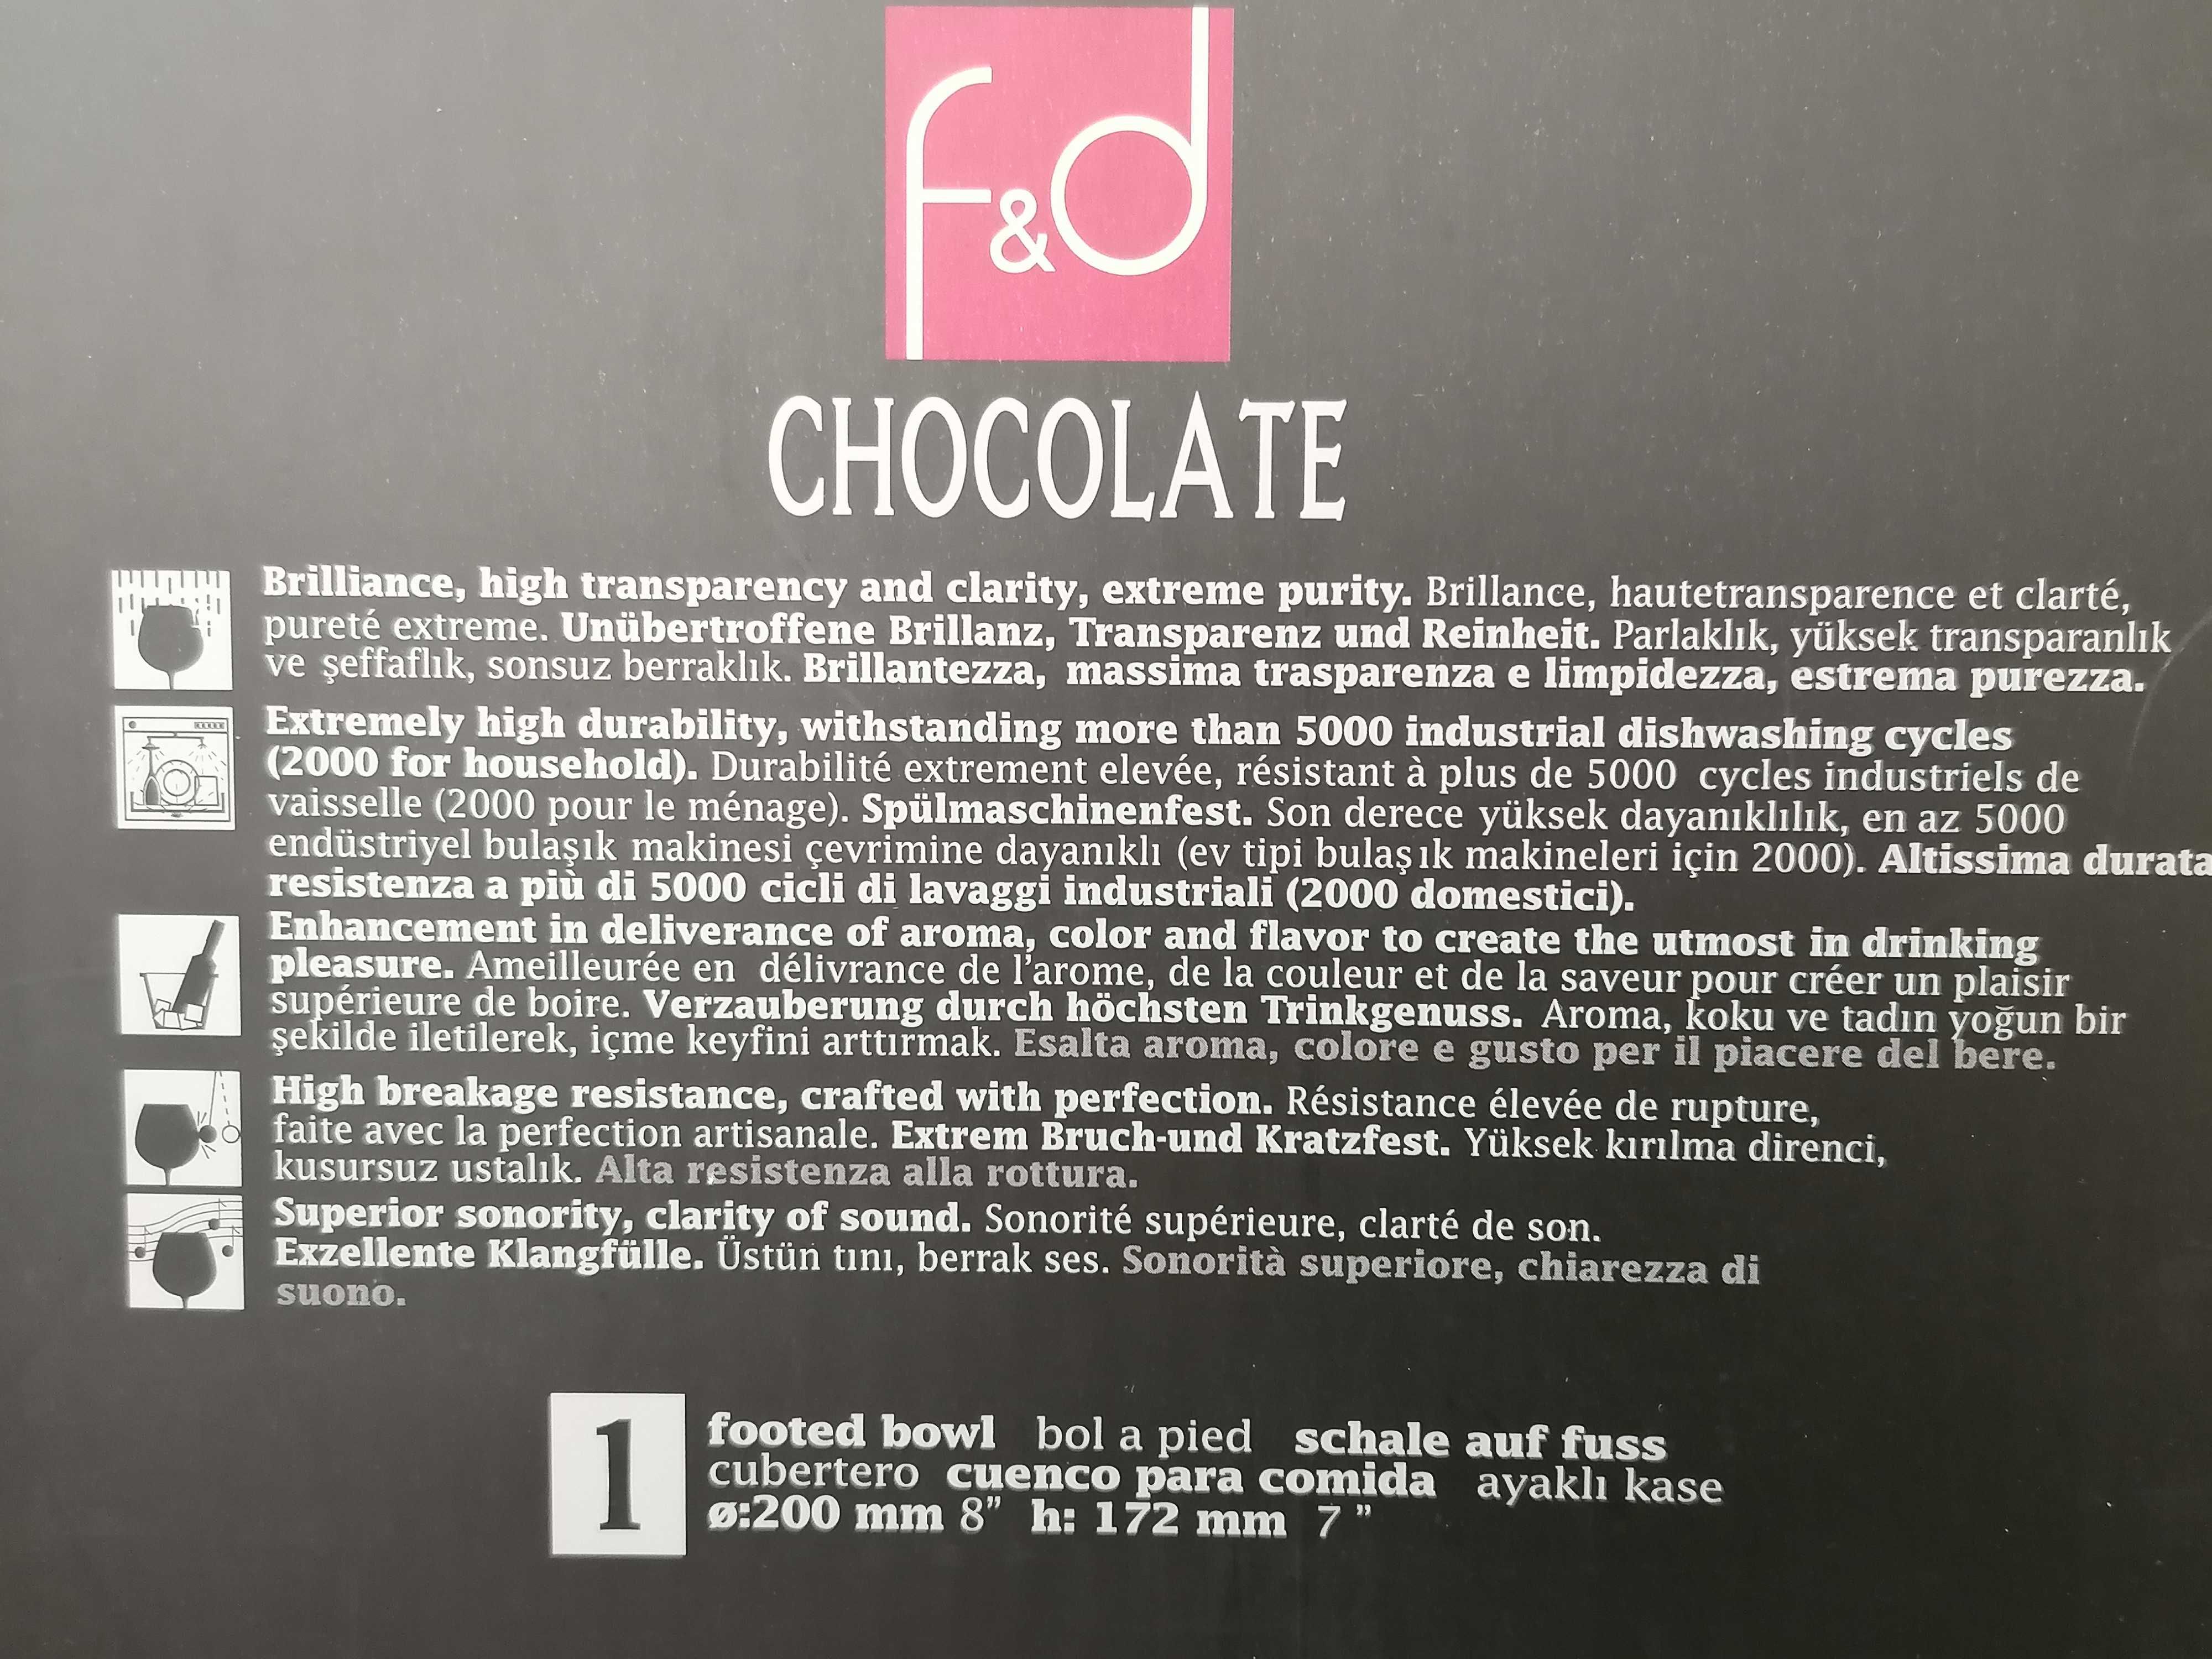 f&d
CHOCOLATE
Brilliance, high transparency and clarity, extreme purity. Brillance, hautetransparence et clarté,
pureté extreme. Unübertroffene Brillanz, Transparenz und Reinheit. Parlaklık, yüksek transparanlık
ve şeffaflık, sonsuz berraklık. Brillantezza, massima trasparenza e limpidezza, estrema purezza.
Extremely high durability, withstanding more than 5000 industrial dishwashing cycles
(2000 for household). Durabilité extrement elevée, résistant à plus de 5000 cycles industriels de
vaisselle (2000 pour le ménage). Spülmaschinenfest. Son derece yüksek dayanıklılık, en az 5000
endüstriyel bulaşık makinesi çevrimine dayanıklı (ev tipi bulaşık makineleri için 2000). Altissima durata
resistenza a più di 5000 cicli di lavaggi industriali (2000 domestici).
Enhancement in deliverance of aroma, color and flavor to create the utmost in drinking
pleasure. Ameilleurée en délivrance de l'arome, de la couleur et de la saveur pour créer un plaisir
supérieure de boire. Verzauberung durch höchsten Trinkgenuss. Aroma, koku ve tadın yoğun bir
şekilde iletilerek, içme keyfini arttırmak. Esalta aroma, colore e gusto per il piacere del bere.
High breakage resistance, crafted with perfection. Résistance élevée de rupture,
faite avec la perfection artisanale. Extrem Bruch-und Kratzfest. Yüksek kırılma direnci,
kusursuz ustalık. Alta resistenza alla rottura.
Superior sonority, clarity of sound. Sonorité supérieure, clarté de son.
Exzellente Klangfülle. Üstün tını, berrak ses. Sonorità superiore, chiarezza di
suono.
1
footed bowl bol a pied schale auf fuss
cubertero cuenco para comida ayaklı kase
ø:200 mm 8” h: 172 mm 7 ”